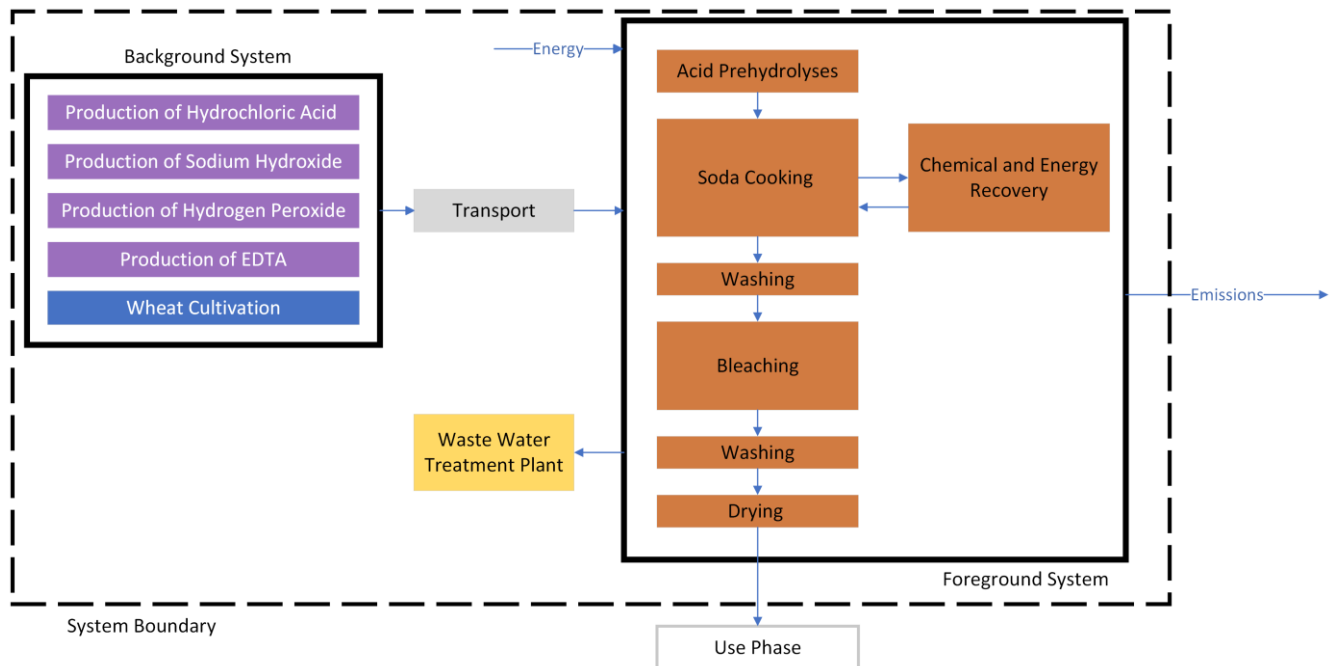 Background System
Production of Hydrochloric Acid
Production of Sodium Hydroxide
Production of Hydrogen Peroxide
Production of EDTA
Wheat Cultivation
Transport
Energy
Acid Prehydrolyses
Soda Cooking
Chemical and Energy
Recovery
Washing
Bleaching
Washing
Drying
Waste Water
Treatment Plant
Emissions
Foreground System
System Boundary
Use Phase